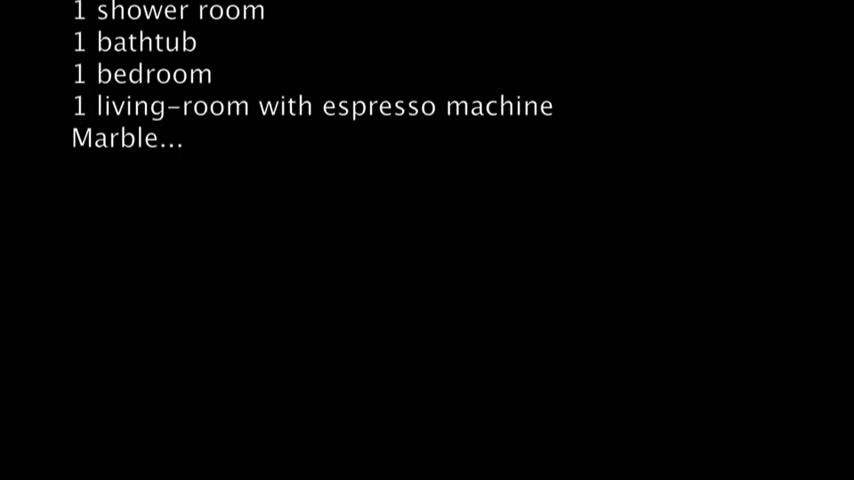 1 shower room
1 bathtub
1 bedroom
1 living-room with espresso machine
Marble...